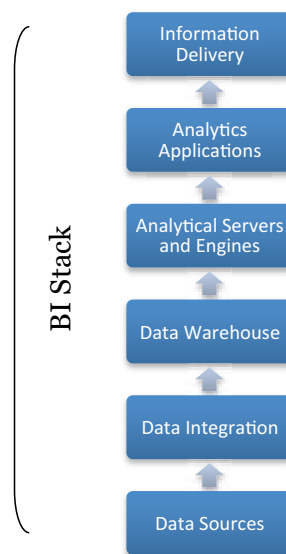 BI Stack
Information
Delivery
Analytics
Applications
Analytical Servers
and Engines
Data Warehouse
Data Integration
Data Sources